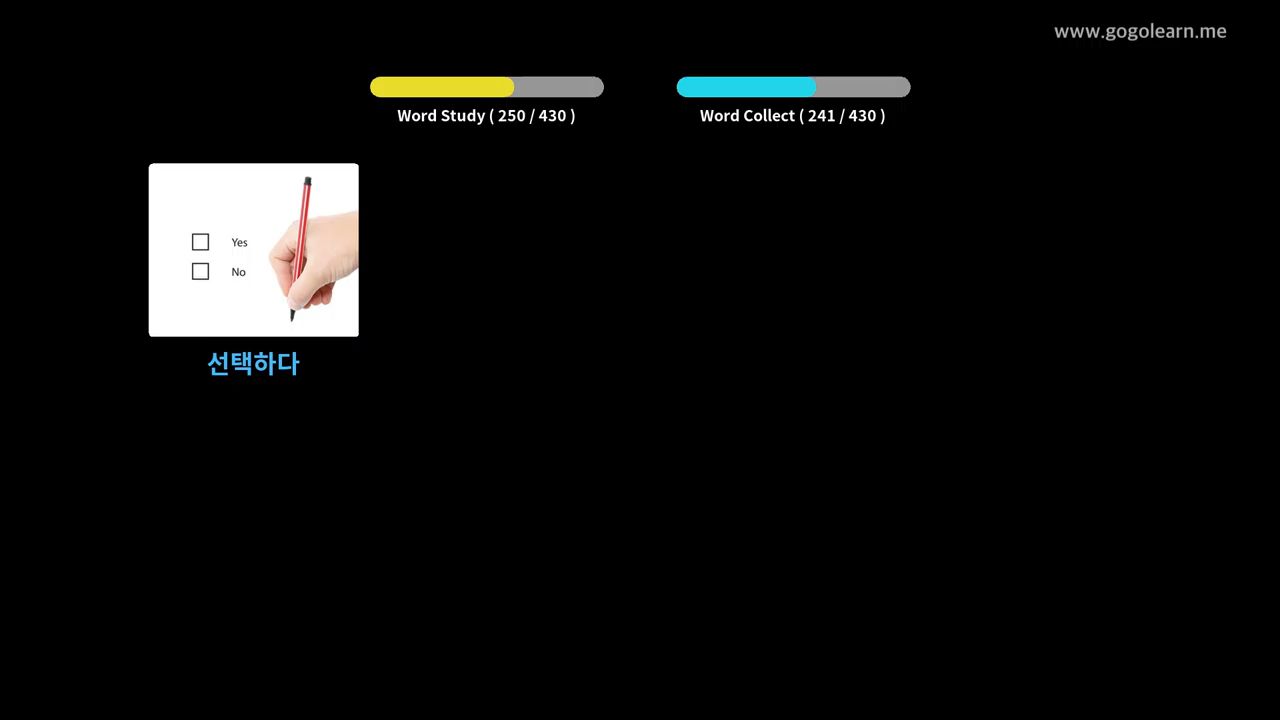 www.gogolearn.me
Word Study ( 250 / 430 )
Word Collect ( 241 / 430 )
Yes
No
선택하다